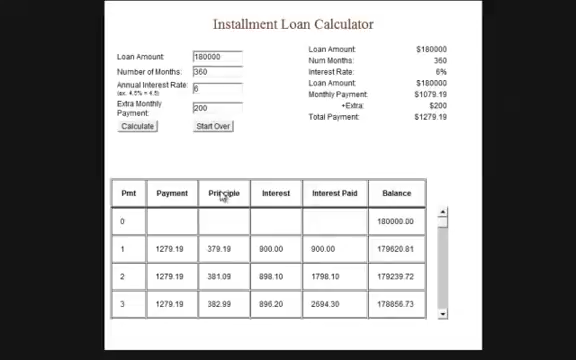 Installment Loan Calculator
Loan Amount: 180000
Number of Months: 360
Annual Interest Rate: 6
(ex. 4.5% = 4.5)
Extra Monthly Payment: 200
Calculate Start Over
Loan Amount: $180000
Num Months: 360
Interest Rate: 6%
Loan Amount: $180000
Monthly Payment: $1079.19
+Extra: $200
Total Payment: $1279.19
Pmt Payment Principle Interest Interest Paid Balance
0 180000.00
1 1279.19 379.19 900.00 900.00 179620.81
2 1279.19 381.09 898.10 1798.10 179239.72
3 1279.19 382.99 896.20 2694.30 178856.73